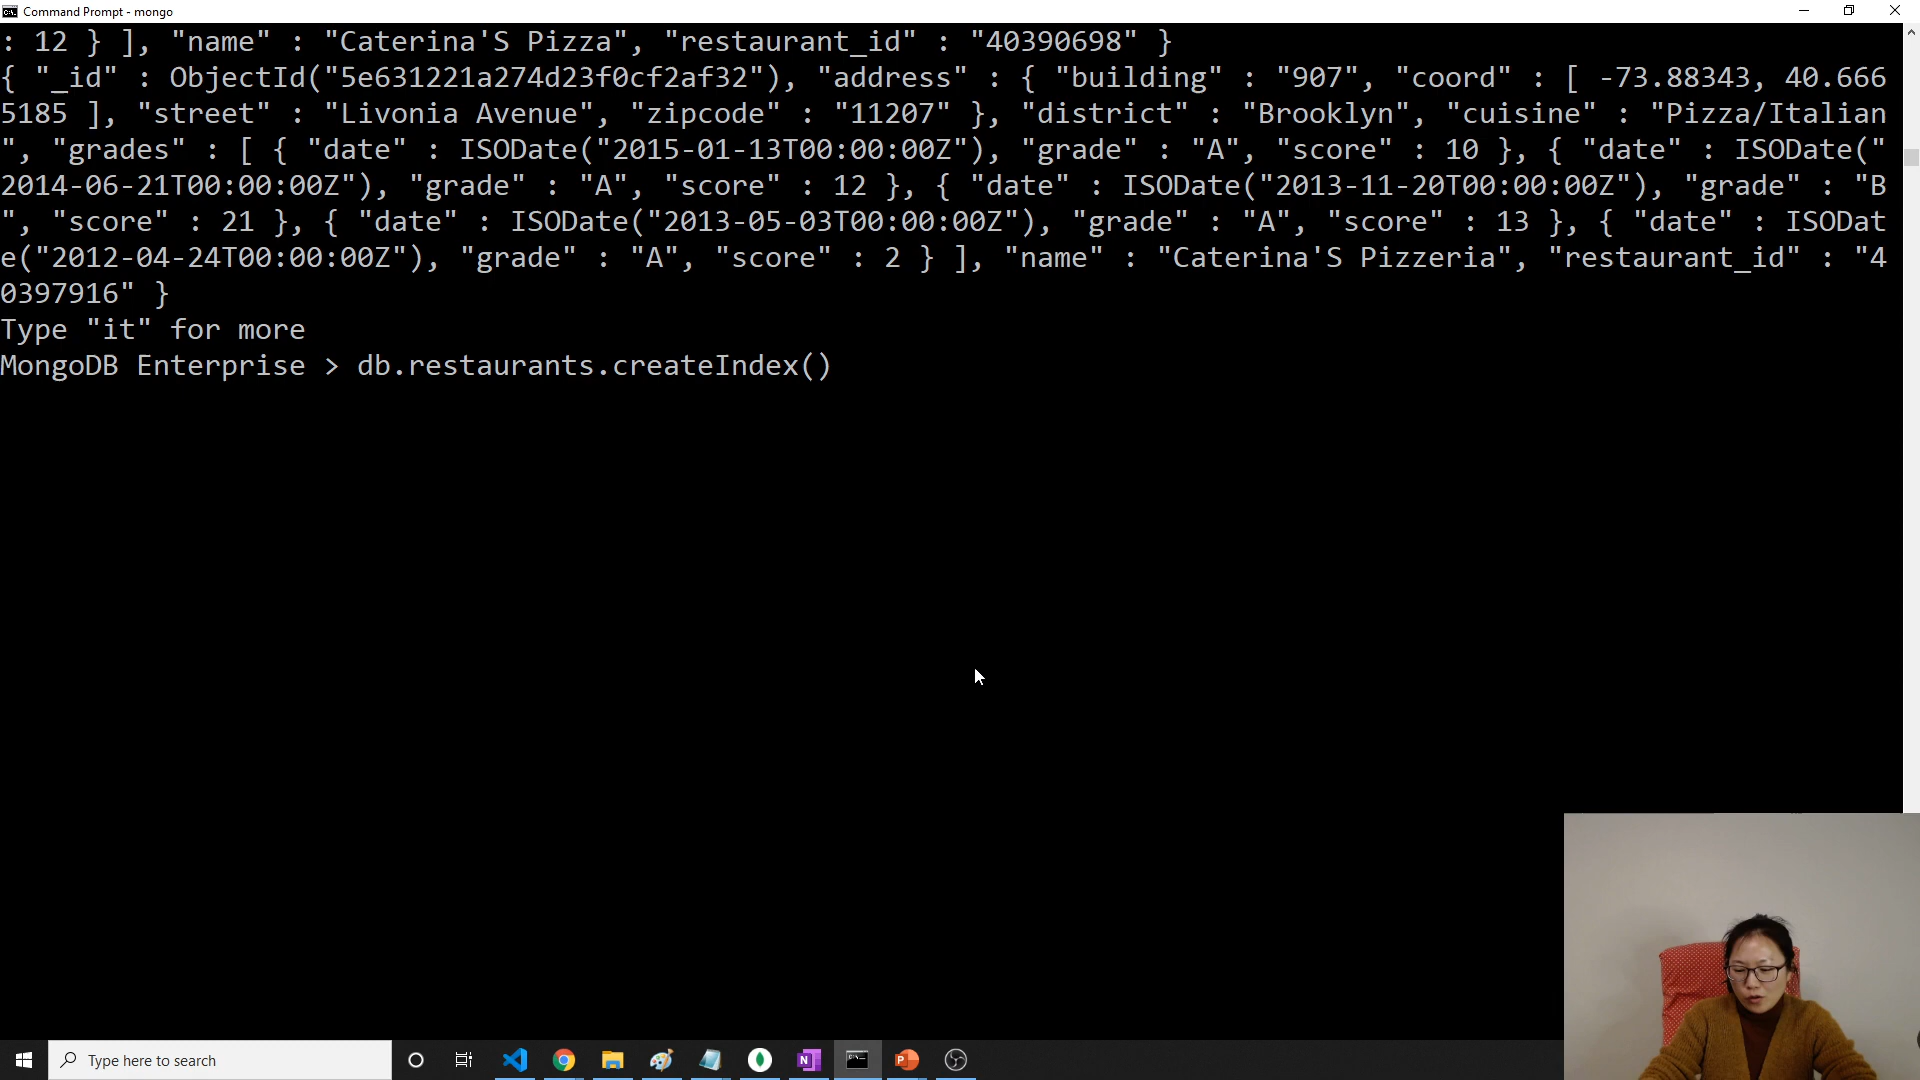 Command Prompt - mongo
: 12 } ], "name" : "Caterina'S Pizza", "restaurant_id" : "40390698" }
{ "_id" : ObjectId("5e631221a274d23f0cf2af32"), "address" : { "building" : "907", "coord" : [ -73.88343, 40.666
5185 ], "street" : "Livonia Avenue", "zipcode" : "11207" }, "district" : "Brooklyn", "cuisine" : "Pizza/Italian
", "grades" : [ { "date" : ISODate("2015-01-13T00:00:00Z"), "grade" : "A", "score" : 10 }, { "date" : ISODate("
2014-06-21T00:00:00Z"), "grade" : "A", "score" : 12 }, { "date" : ISODate("2013-11-20T00:00:00Z"), "grade" : "B
", "score" : 21 }, { "date" : ISODate("2013-05-03T00:00:00Z"), "grade" : "A", "score" : 13 }, { "date" : ISODat
e("2012-04-24T00:00:00Z"), "grade" : "A", "score" : 2 } ], "name" : "Caterina'S Pizzeria", "restaurant_id" : "4
0397916" }
Type "it" for more
MongoDB Enterprise > db.restaurants.createIndex()
Type here to search